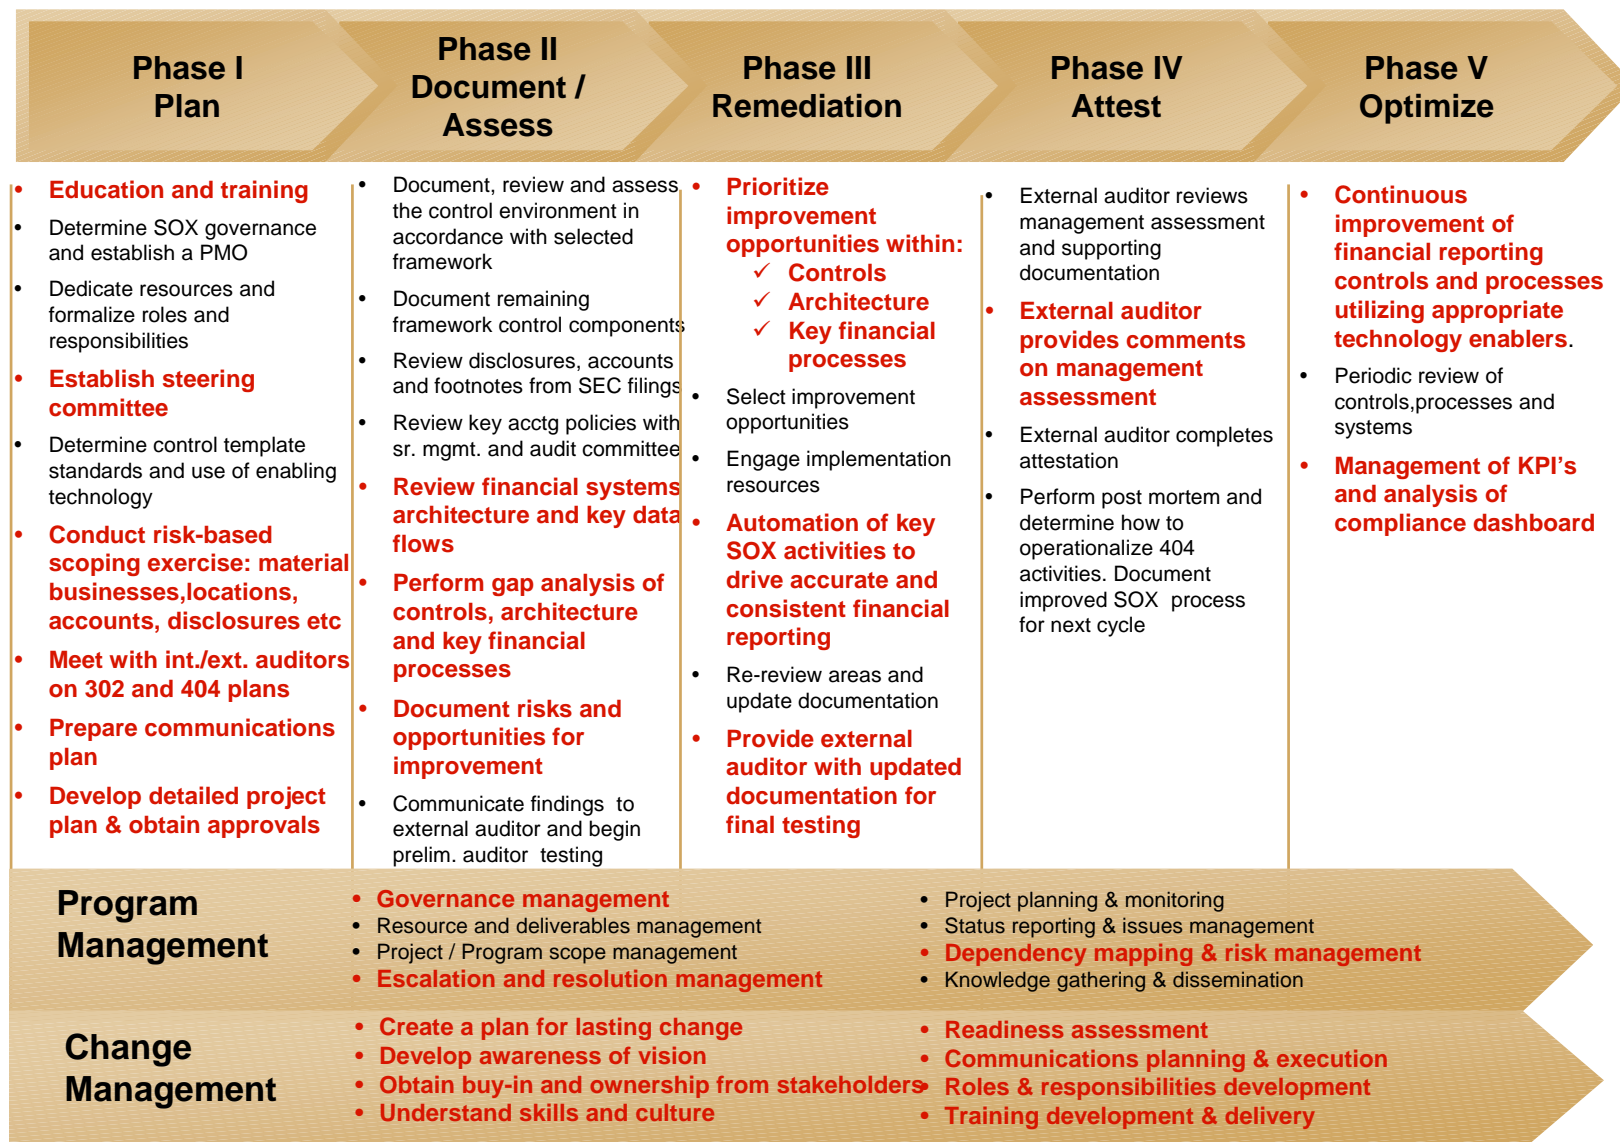 Phase I
Plan
Phase II
Document /
Assess
Phase III
Remediation
Phase IV
Attest
Phase V
Optimize
• Education and training
• Determine SOX governance
and establish a PMO
• Dedicate resources and
formalize roles and
responsibilities
• Establish steering
committee
• Determine control template
standards and use of enabling
technology
• Conduct risk-based
scoping exercise: material
businesses,locations,
accounts, disclosures etc
• Meet with int./ext. auditors
on 302 and 404 plans
• Prepare communications
plan
• Develop detailed project
plan & obtain approvals
• Document, review and assess
the control environment in
accordance with selected
framework
• Document remaining
framework control components
• Review disclosures, accounts
and footnotes from SEC filings
• Review key acctg policies with
sr. mgmt. and audit committee
• Review financial systems
architecture and key data
flows
• Perform gap analysis of
controls, architecture
and key financial
processes
• Document risks and
opportunities for
improvement
• Communicate findings  to
external auditor and begin
prelim. auditor  testing
• Prioritize
improvement
opportunities within:
✓ Controls
✓ Architecture
✓ Key financial
processes
• Select improvement
opportunities
• Engage implementation
resources
• Automation of key
SOX activities to
drive accurate and
consistent financial
reporting
• Re-review areas and
update documentation
• Provide external
auditor with updated
documentation for
final testing
• External auditor reviews
management assessment
and supporting
documentation
• External auditor
provides comments
on management
assessment
• External auditor completes
attestation
• Perform post mortem and
determine how to
operationalize 404
activities. Document
improved SOX  process
for next cycle
• Continuous
improvement of
financial reporting
controls and processes
utilizing appropriate
technology enablers.
• Periodic review of
controls,processes and
systems
• Management of KPI’s
and analysis of
compliance dashboard
Program
Management
• Governance management
• Resource and deliverables management
• Project / Program scope management
• Escalation and resolution management
• Project planning & monitoring
• Status reporting & issues management
• Dependency mapping & risk management
• Knowledge gathering & dissemination
Change
Management
• Create a plan for lasting change
• Develop awareness of vision
• Obtain buy-in and ownership from stakeholders
• Understand skills and culture
• Readiness assessment
• Communications planning & execution
• Roles & responsibilities development
• Training development & delivery